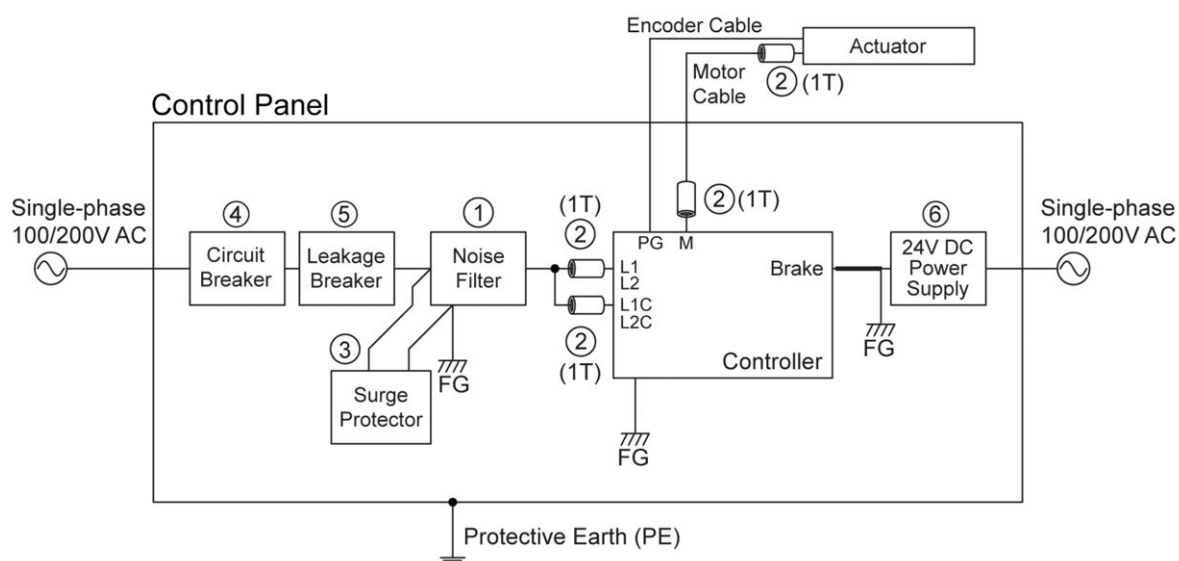 Encoder Cable
Actuator
Motor
Cable
② (1T)
Control Panel
Single-phase
100/200V AC
④
Circuit
Breaker
⑤
Leakage
Breaker
①
Noise
Filter
③
Surge
Protector
FG
(1T)
②
②
(1T)
② (1T)
PG
M
L1
L2
L1C
L2C
Brake
Controller
FG
FG
⑥
24V DC
Power
Supply
Single-phase
100/200V AC
Protective Earth (PE)